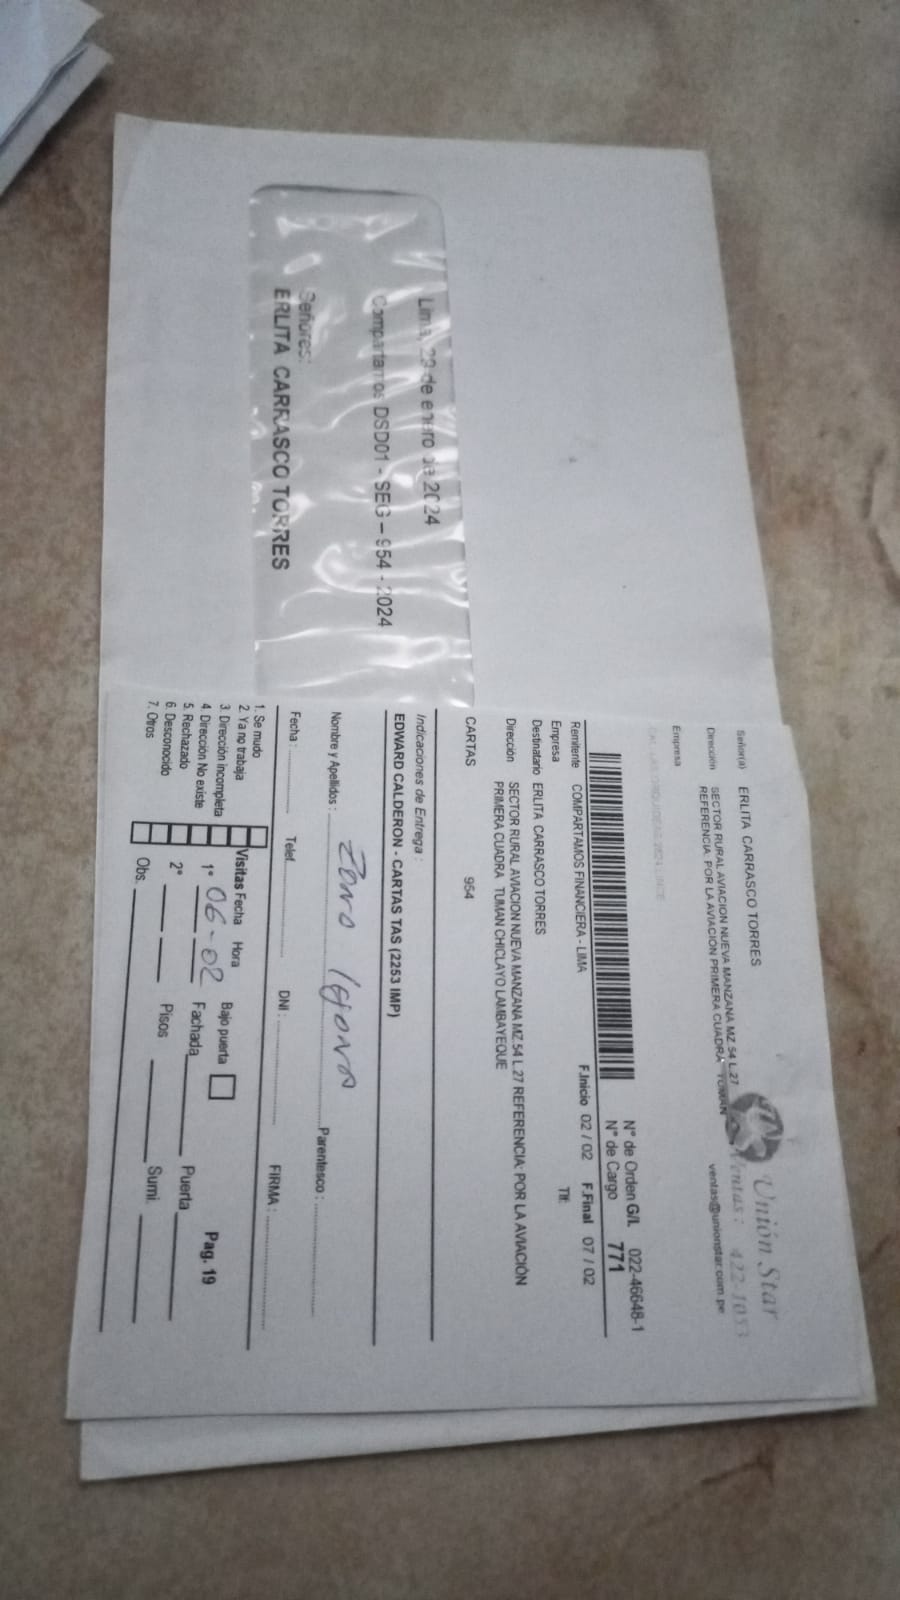 Lima, 29 de enero de 2024
Compartamos DSD01 - SEG – 954 - 2024
Señores:
ERLITA CARRASCO TORRES
Unión Star
Ventas: 422-1053
ventas@unionstar.com.pe
Señor(a) ERLITA CARRASCO TORRES
Dirección SECTOR RURAL AVIACION NUEVA MANZANA MZ 54 L.27
REFERENCIA: POR LA AVIACIÓN PRIMERA CUADRA TUMAN
Empresa
N° de Orden G/L 022-46648-1
N° de Cargo 771
Remitente COMPARTAMOS FINANCIERA - LIMA F.Inicio 02 / 02 F.Final 07 / 02
Empresa Tlf:
Destinatario ERLITA CARRASCO TORRES
Dirección SECTOR RURAL AVIACION NUEVA MANZANA MZ 54 L.27 REFERENCIA: POR LA AVIACIÓN
PRIMERA CUADRA TUMAN CHICLAYO LAMBAYEQUE
CARTAS 954
Indicaciones de Entrega :
EDWARD CALDERON - CARTAS TAS (2253 IMP)
Nombre y Apellidos : Parentesco :
Fecha : Telef. DNI : FIRMA :
1. Se mudo
2. Ya no trabaja
3. Dirección incompleta
4. Dirección No existe
5. Rechazado
6. Desconocido
7. Otros
Visitas Fecha Hora Bajo puerta Pag. 19
1° 06-02 Fachada Puerta
2° Pisos Sumi.
Obs.